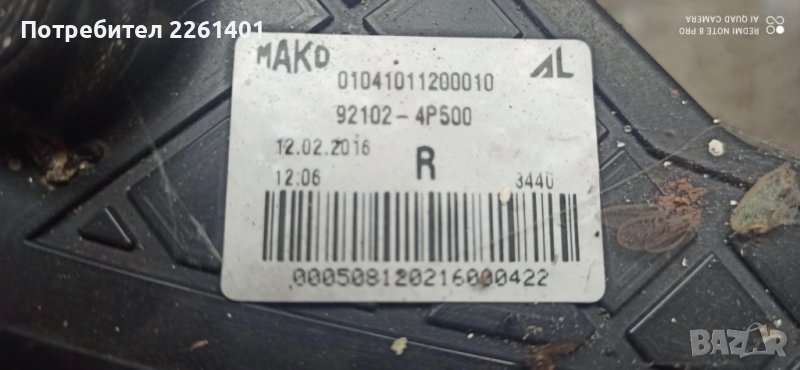 Потребител 2261401
REDMI NOTE 8 PRO
AI QUAD CAMERA
MAKO
AL
01041011200010
92102-4P500
12.02.2016
R
12:06
3440
000508120216000422
BAZAR